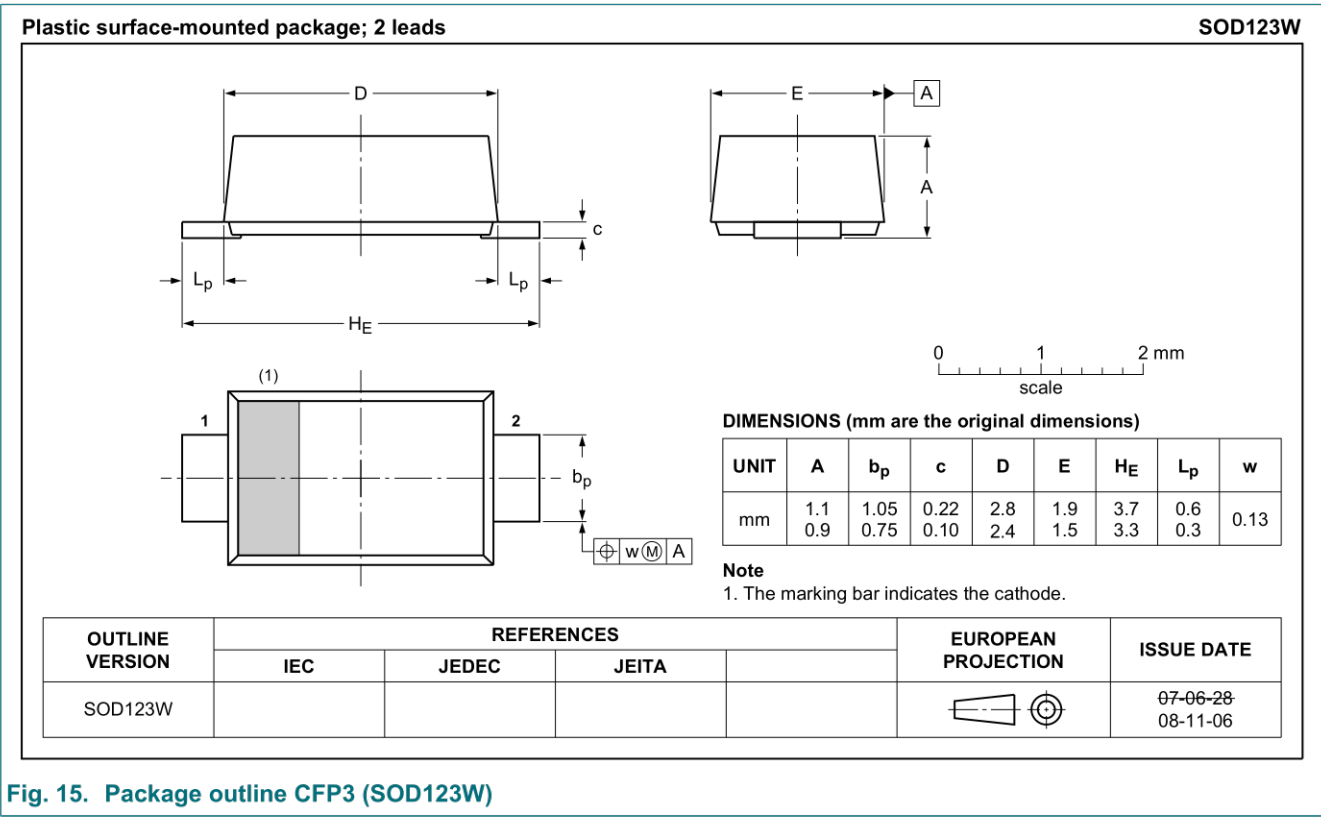 Plastic surface-mounted package; 2 leads
SOD123W
D
E
A
A
c
Lp
Lp
HE
(1)
1
2
bp
w Ⓜ A
0 1 2 mm
scale
DIMENSIONS (mm are the original dimensions)
UNIT A bp c D E HE Lp w
mm 1.1 1.05 0.22 2.8 1.9 3.7 0.6 0.13
0.9 0.75 0.10 2.4 1.5 3.3 0.3
Note
1. The marking bar indicates the cathode.
OUTLINE VERSION
REFERENCES
EUROPEAN PROJECTION
ISSUE DATE
IEC JEDEC JEITA
SOD123W
07-06-28
08-11-06
Fig. 15. Package outline CFP3 (SOD123W)